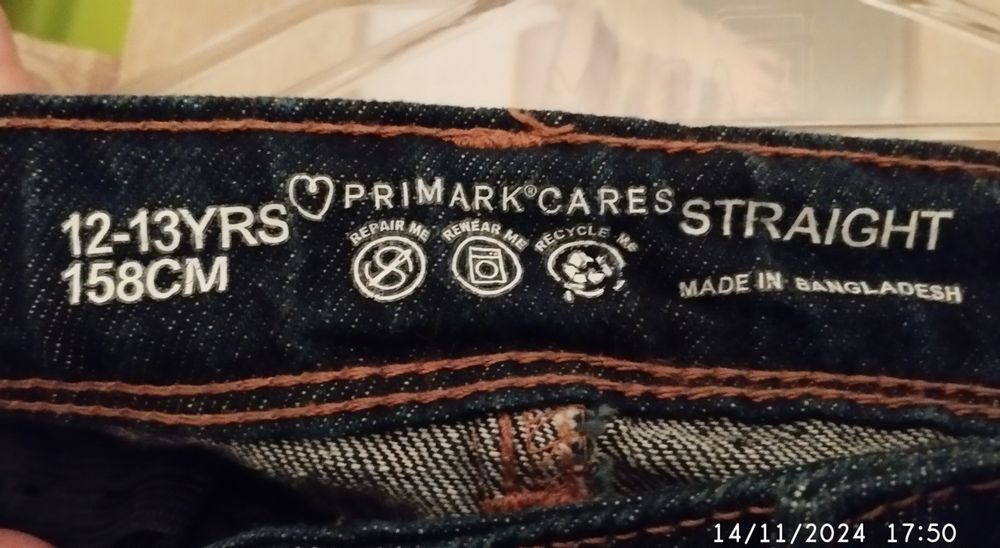 12-13YRS
158CM
PRIMARK® CARES
REPAIR ME
REWEAR ME
RECYCLE ME
STRAIGHT
MADE IN BANGLADESH
14/11/2024 17:50